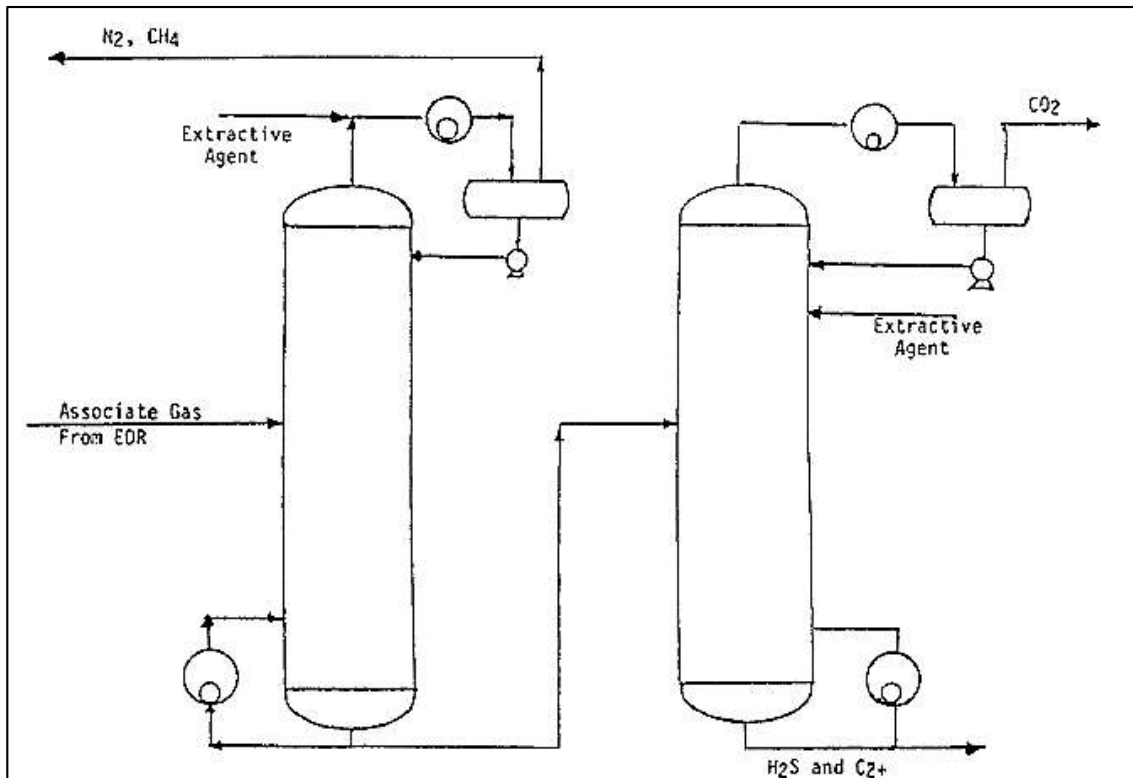 N2, CH4
Extractive
Agent
CO2
Extractive
Agent
Associate Gas
From EOR
H2S and C2+